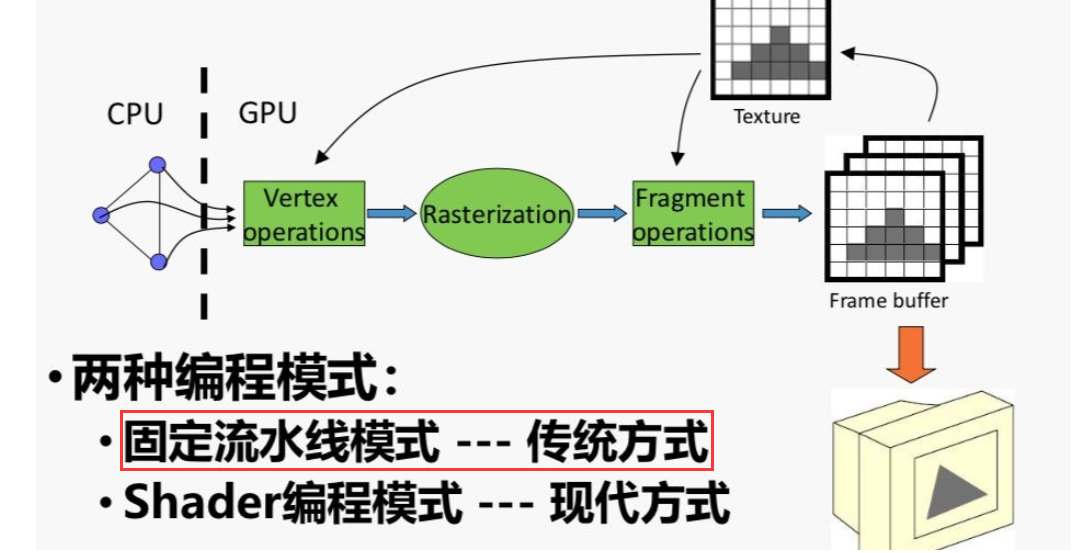 CPU
GPU
Texture
Vertex
operations
Rasterization
Fragment
operations
Frame buffer
•两种编程模式：
•固定流水线模式 --- 传统方式
•Shader编程模式 --- 现代方式